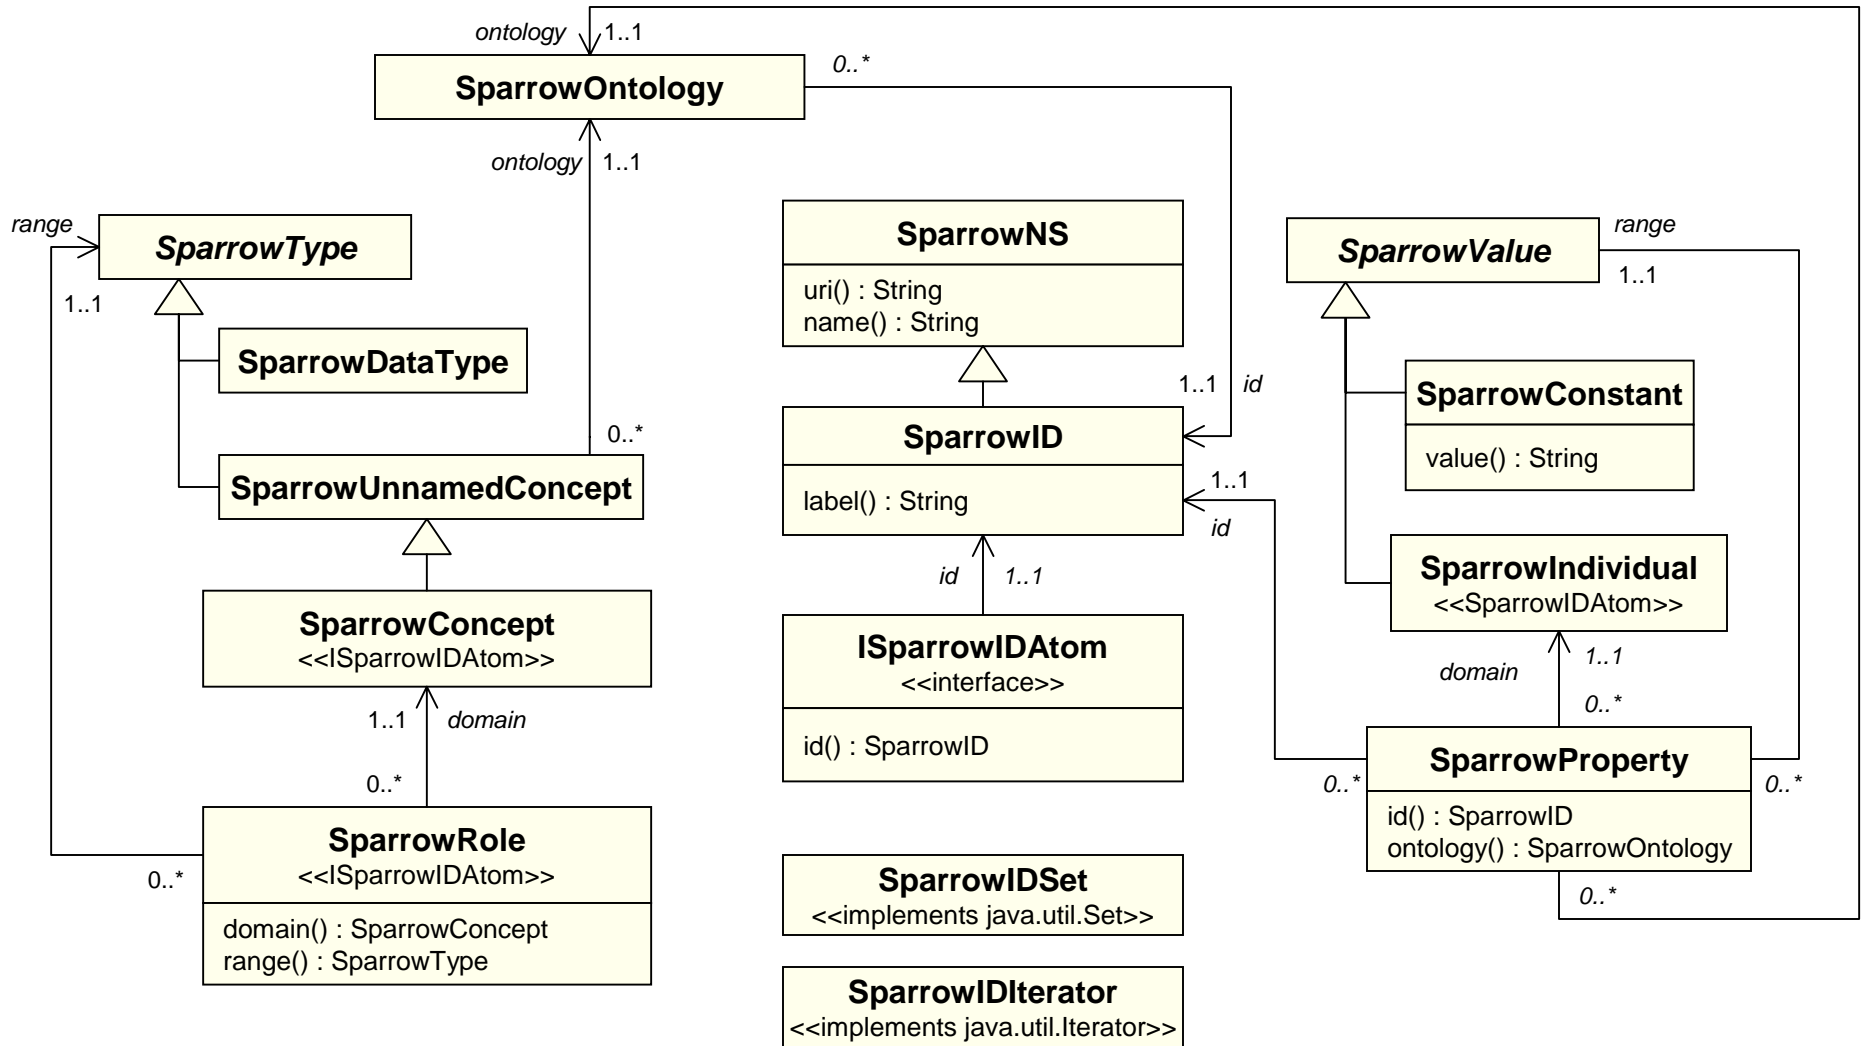 ontology 1..1
SparrowOntology
0..*
ontology 1..1
range
SparrowType
1..1
SparrowDataType
0..*
SparrowUnnamedConcept
SparrowConcept
<<ISparrowIDAtom>>
1..1 domain
0..*
SparrowRole
<<ISparrowIDAtom>>
0..*
domain() : SparrowConcept
range() : SparrowType
SparrowNS
uri() : String
name() : String
1..1 id
SparrowID
label() : String
1..1
id
id 1..1
ISparrowIDAtom
<<interface>>
id() : SparrowID
SparrowIDSet
<<implements java.util.Set>>
SparrowIDIterator
<<implements java.util.Iterator>>
SparrowValue
range
1..1
SparrowConstant
value() : String
SparrowIndividual
<<SparrowIDAtom>>
domain 1..1
0..*
SparrowProperty
0..*
0..*
id() : SparrowID
ontology() : SparrowOntology
0..*